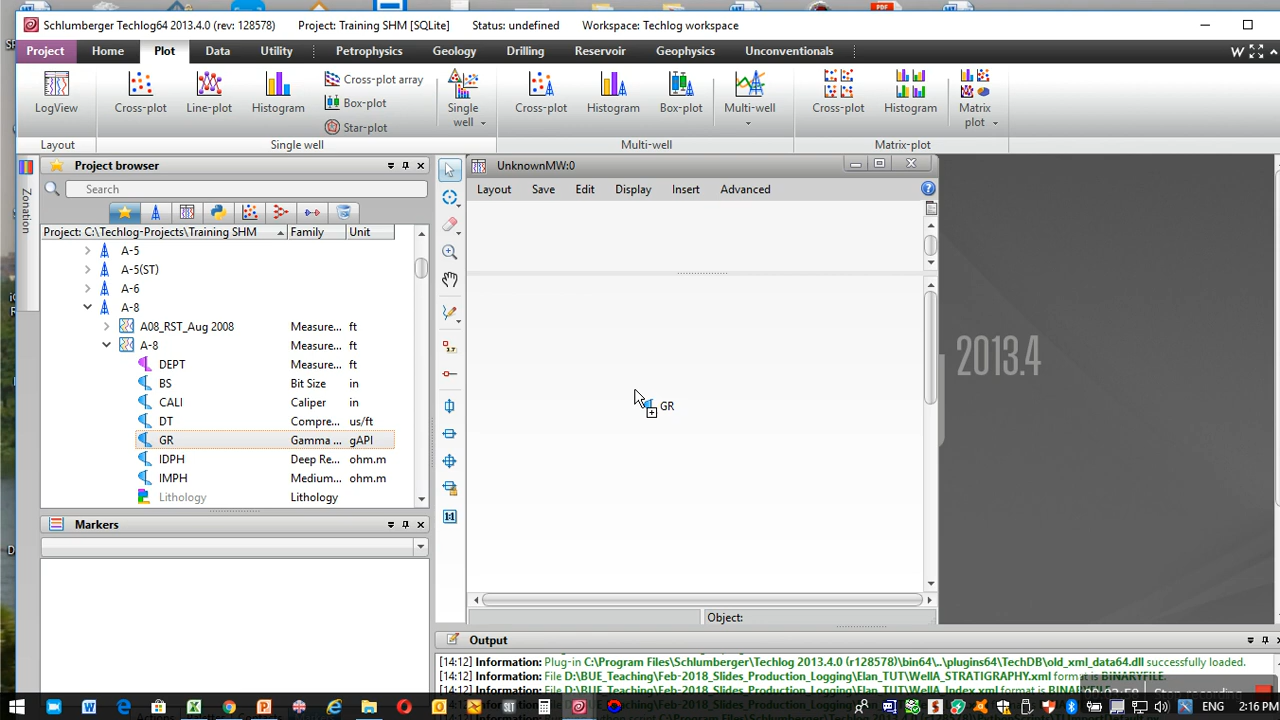 Schlumberger Techlog64 2013.4.0 (rev: 128578) Project: Training SHM [SQLite] Status: undefined Workspace: Techlog workspace
Project Home Plot Data Utility Petrophysics Geology Drilling Reservoir Geophysics Unconventionals
LogView Cross-plot Line-plot Histogram Cross-plot array Box-plot Star-plot Single well Cross-plot Histogram Box-plot Multi-well Cross-plot Histogram Matrix plot
Layout Single well Multi-well Matrix-plot
Zonation
Project browser
Search
Project: C:\Techlog-Projects\Training SHM Family Unit
A-5
A-5(ST)
A-6
A-8
A08_RST_Aug 2008 Measure... ft
A-8 Measure... ft
DEPT Measure... ft
BS Bit Size in
CALI Caliper in
DT Compre... us/ft
GR Gamma ... gAPI
IDPH Deep Re... ohm.m
IMPH Medium... ohm.m
Lithology Lithology
Markers
UnknownMW:0
Layout Save Edit Display Insert Advanced
GR
2013.4
Object:
Output
[14:12] Information: Plug-in C:\Program Files\Schlumberger\Techlog 2013.4.0 (r128578)\bin64\..\plugins64\TechDB\old_xml_data64.dll successfully loaded.
[14:12] Information: File D:\BUE_Teaching\Feb-2018_Slides_Production_Logging\Elan_TUT\WellA_STRATIGRAPHY.xml format is BINARYFILE.
ENG 2:16 PM